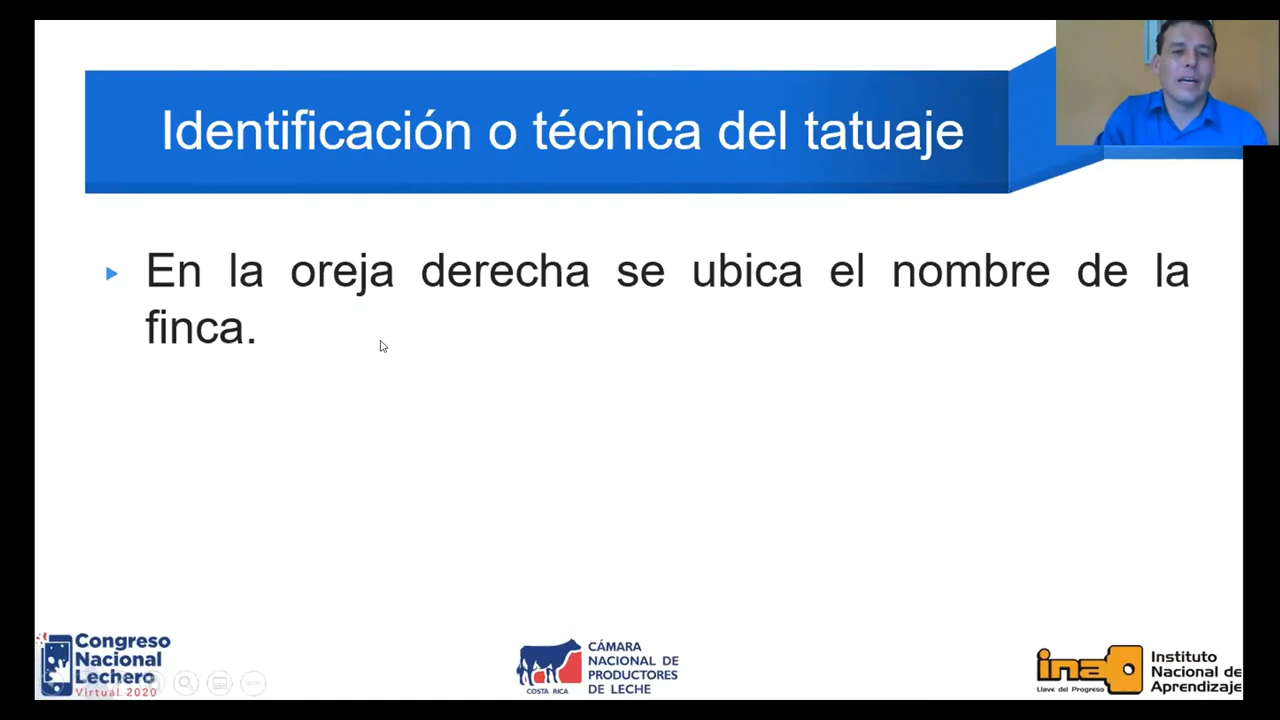 Identificación o técnica del tatuaje
En la oreja derecha se ubica el nombre de la
finca.
Congreso
Nacional
Lechero
Virtual 2020
CÁMARA
NACIONAL DE
PRODUCTORES
DE LECHE
COSTA RICA
ina
Llave del Progreso
Instituto
Nacional de
Aprendizaje